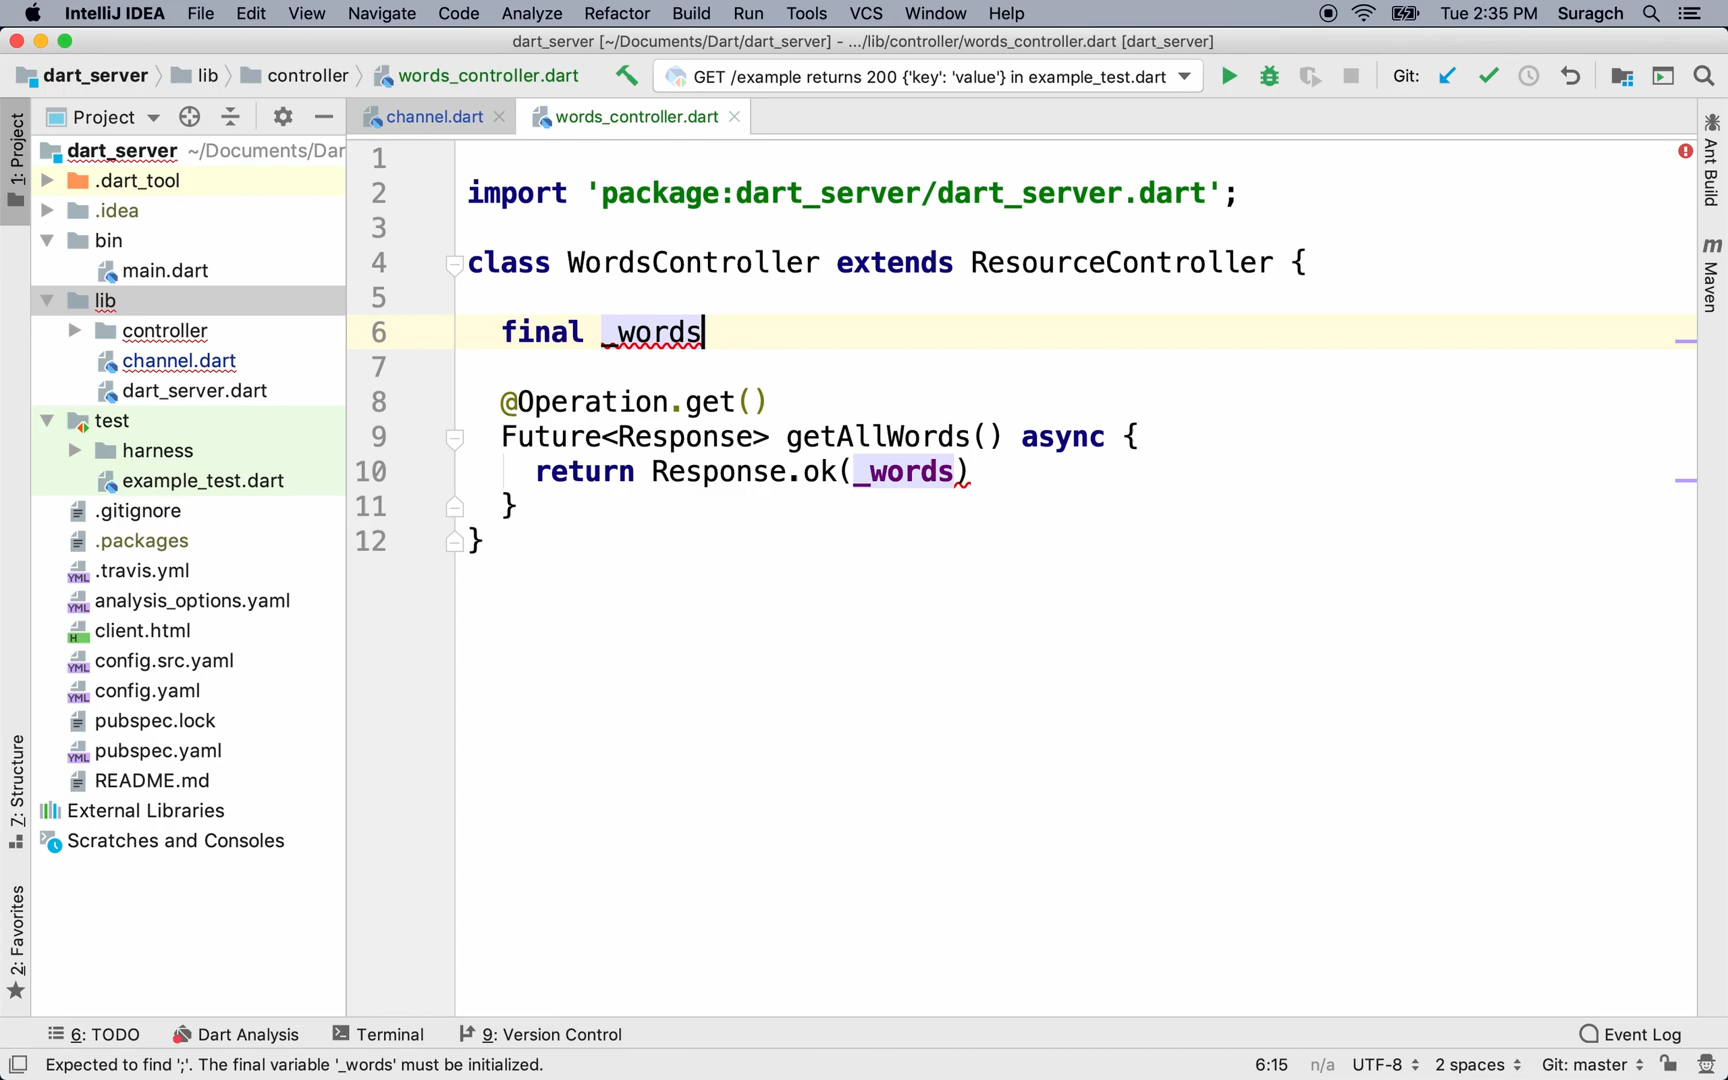 IntelliJ IDEA File Edit View Navigate Code Analyze Refactor Build Run Tools VCS Window Help Tue 2:35 PM Suragch
dart_server [~/Documents/Dart/dart_server] - .../lib/controller/words_controller.dart [dart_server]
dart_server lib controller words_controller.dart GET /example returns 200 {'key': 'value'} in example_test.dart Git:
Project channel.dart words_controller.dart
1: Project
dart_server ~/Documents/Dar
.dart_tool
.idea
bin
main.dart
lib
controller
channel.dart
dart_server.dart
test
harness
example_test.dart
.gitignore
.packages
YML .travis.yml
YML analysis_options.yaml
H client.html
YML config.src.yaml
YML config.yaml
pubspec.lock
YML pubspec.yaml
README.md
External Libraries
Scratches and Consoles
Z: Structure
2: Favorites
1
2 import 'package:dart_server/dart_server.dart';
3
4 class WordsController extends ResourceController {
5
6 final _words
7
8 @Operation.get()
9 Future<Response> getAllWords() async {
10 return Response.ok(_words)
11 }
12 }
Ant Build
m Maven
6: TODO Dart Analysis Terminal 9: Version Control Event Log
Expected to find ';'. The final variable '_words' must be initialized. 6:15 n/a UTF-8 2 spaces Git: master